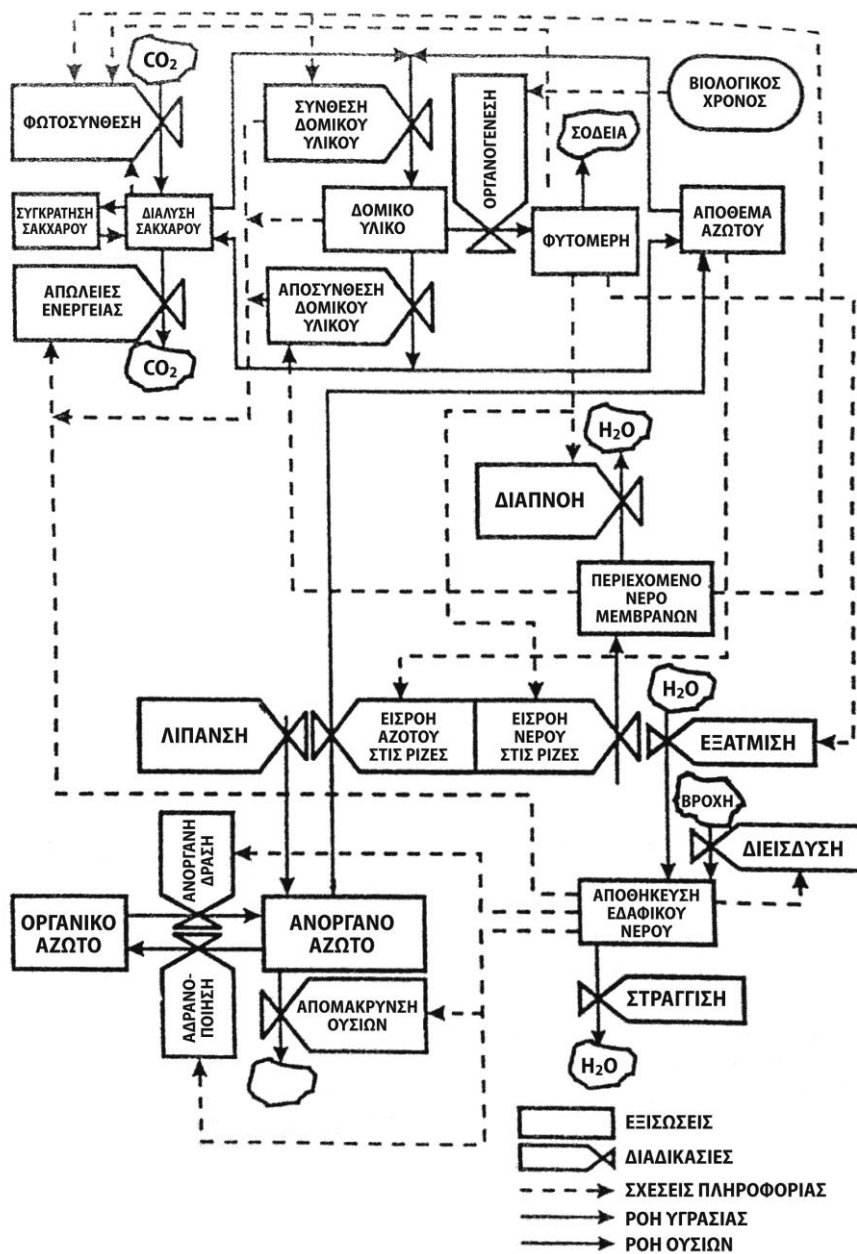 CO₂
ΦΩΤΟΣΥΝΘΕΣΗ
ΣΥΝΘΕΣΗ
ΔΟΜΙΚΟΥ
ΥΛΙΚΟΥ
ΟΡΓΑΝΟΓΕΝΕΣΗ
ΒΙΟΛΟΓΙΚΟΣ
ΧΡΟΝΟΣ
ΣΟΔΕΙΑ
ΣΥΓΚΡΑΤΗΣΗ
ΣΑΚΧΑΡΟΥ
ΔΙΑΛΥΣΗ
ΣΑΚΧΑΡΟΥ
ΔΟΜΙΚΟ
ΥΛΙΚΟ
ΦΥΤΟΜΕΡΗ
ΑΠΟΘΕΜΑ
ΑΖΩΤΟΥ
ΑΠΩΛΕΙΕΣ
ΕΝΕΡΓΕΙΑΣ
ΑΠΟΣΥΝΘΕΣΗ
ΔΟΜΙΚΟΥ
ΥΛΙΚΟΥ
CO₂
H₂O
ΔΙΑΠΝΟΗ
ΠΕΡΙΕΧΟΜΕΝΟ
ΝΕΡΟ
ΜΕΜΒΡΑΝΩΝ
H₂O
ΛΙΠΑΝΣΗ
ΕΙΣΡΟΗ
ΑΖΟΤΟΥ
ΣΤΙΣ ΡΙΖΕΣ
ΕΙΣΡΟΗ
ΝΕΡΟΥ
ΣΤΙΣ ΡΙΖΕΣ
ΕΞΑΤΜΙΣΗ
ΒΡΟΧΗ
ΔΙΕΙΣΔΥΣΗ
ΑΝΟΡΓΑΝΗ
ΔΡΑΣΗ
ΑΠΟΘΗΚΕΥΣΗ
ΕΔΑΦΙΚΟΥ
ΝΕΡΟΥ
ΟΡΓΑΝΙΚΟ
ΑΖΩΤΟ
ΑΝΟΡΓΑΝΟ
ΑΖΩΤΟ
ΑΔΡΑΝΟ-
ΠΟΙΗΣΗ
ΑΠΟΜΑΚΡΥΝΣΗ
ΟΥΣΙΩΝ
ΣΤΡΑΓΓΙΣΗ
H₂O
ΕΞΙΣΩΣΕΙΣ
ΔΙΑΔΙΚΑΣΙΕΣ
ΣΧΕΣΕΙΣ ΠΛΗΡΟΦΟΡΙΑΣ
ΡΟΗ ΥΓΡΑΣΙΑΣ
ΡΟΗ ΟΥΣΙΩΝ